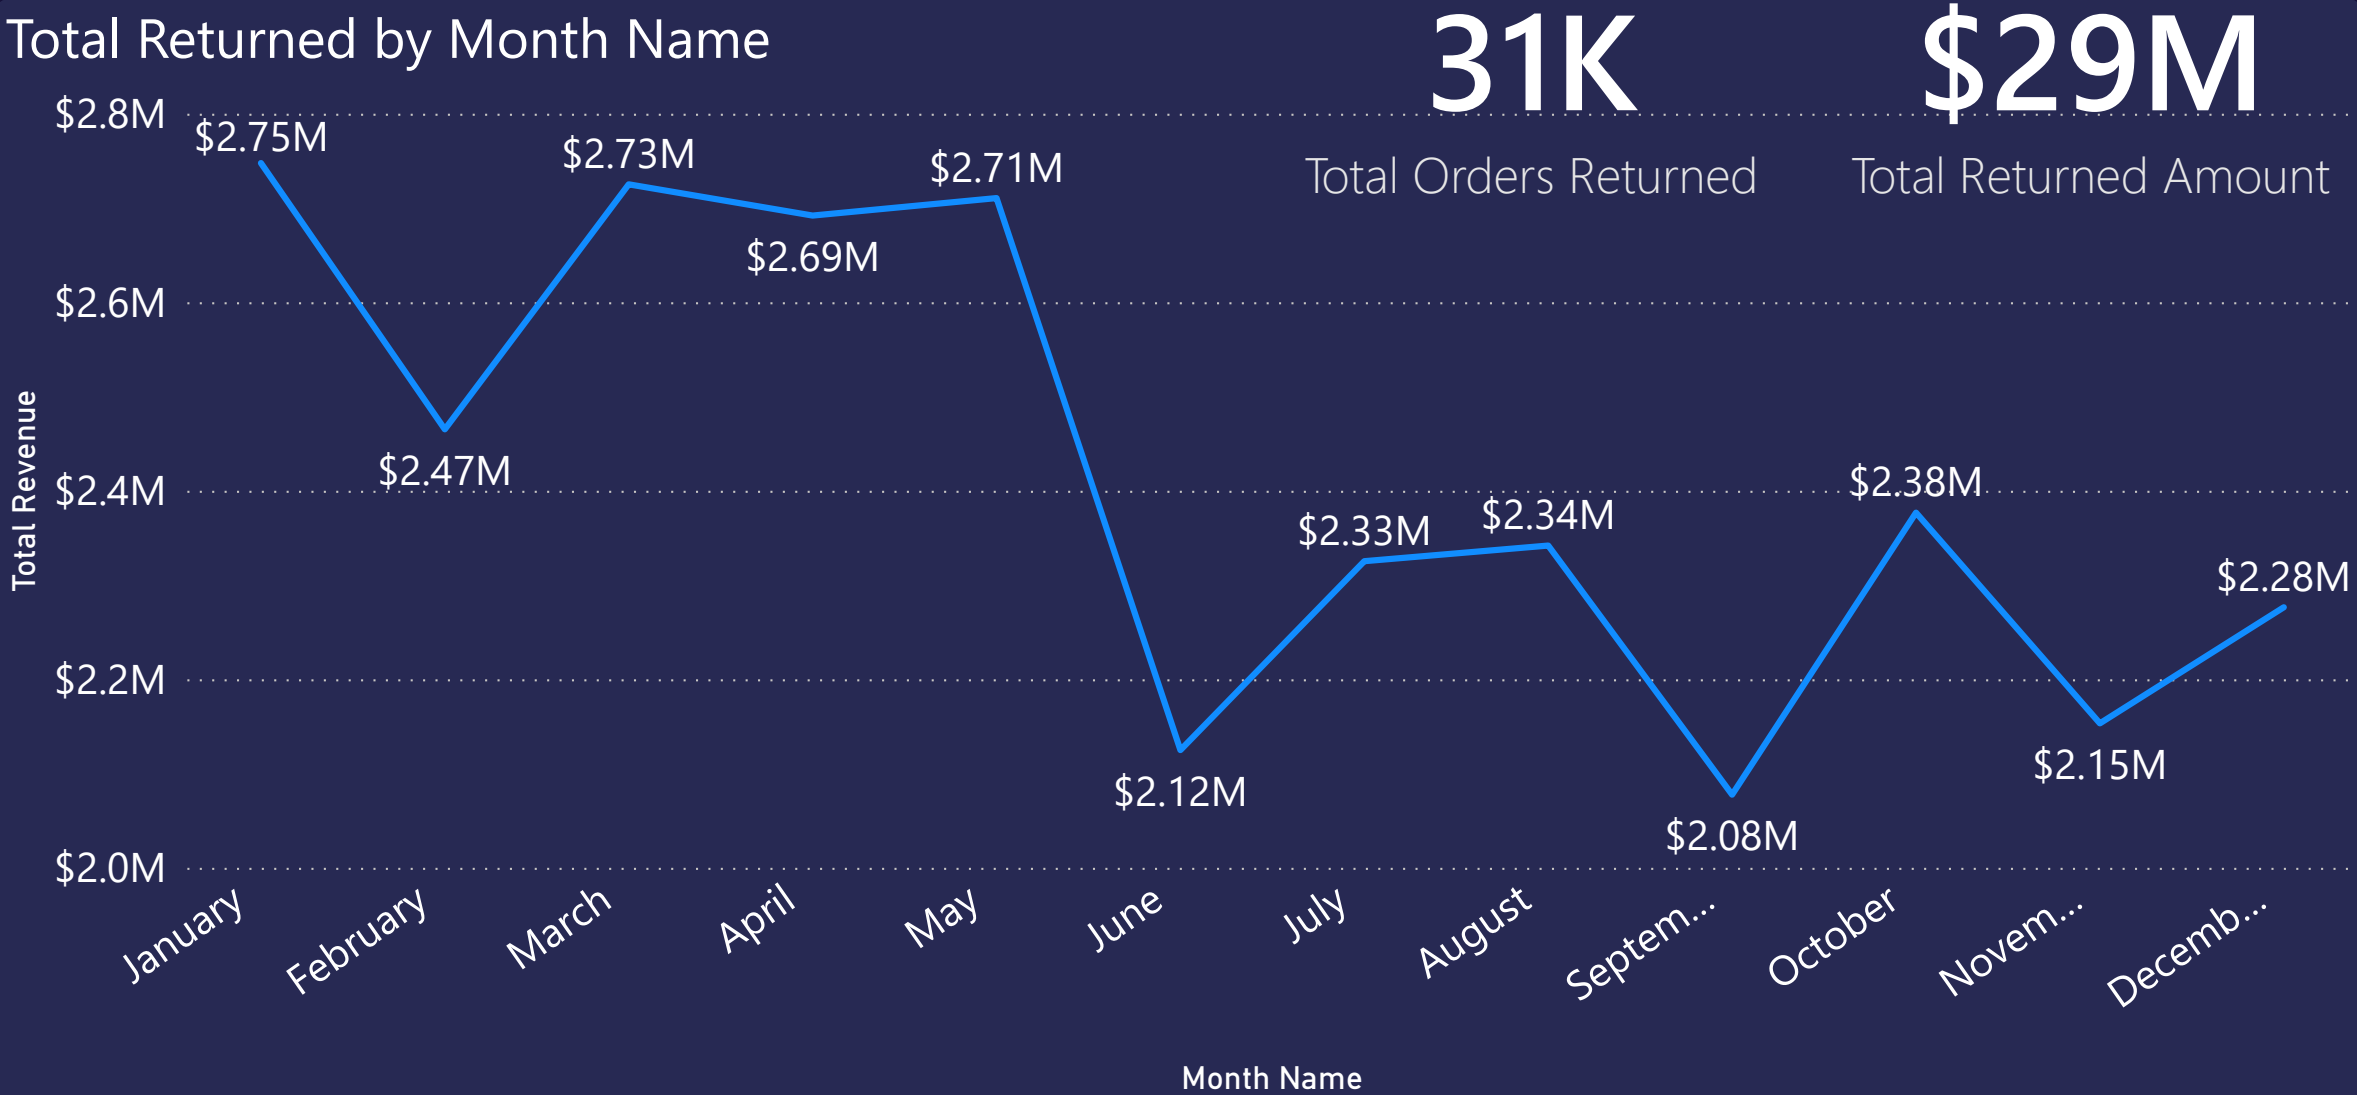 Total Returned by Month Name
31K
Total Orders Returned
$29M
Total Returned Amount
Total Revenue
$2.8M
$2.6M
$2.4M
$2.2M
$2.0M
$2.75M
$2.47M
$2.73M
$2.69M
$2.71M
$2.12M
$2.33M
$2.34M
$2.08M
$2.38M
$2.15M
$2.28M
January
February
March
April
May
June
July
August
Septem...
October
Novem...
Decemb...
Month Name